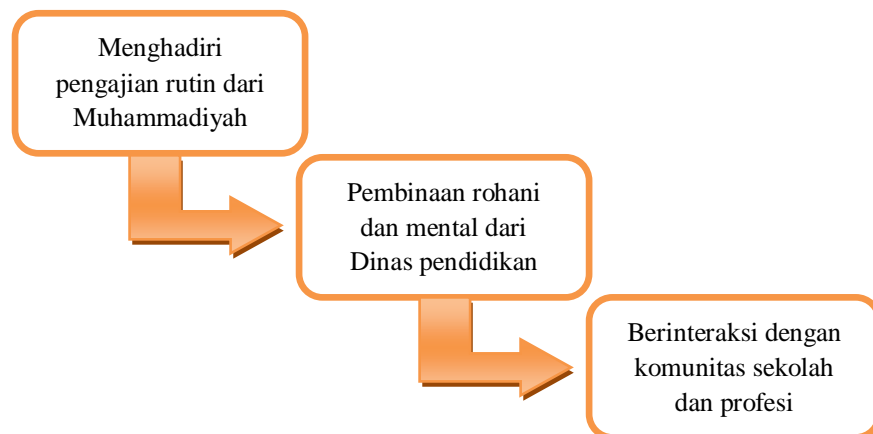 Menghadiri
pengajian rutin dari
Muhammadiyah
Pembinaan rohani
dan mental dari
Dinas pendidikan
Berinteraksi dengan
komunitas sekolah
dan profesi